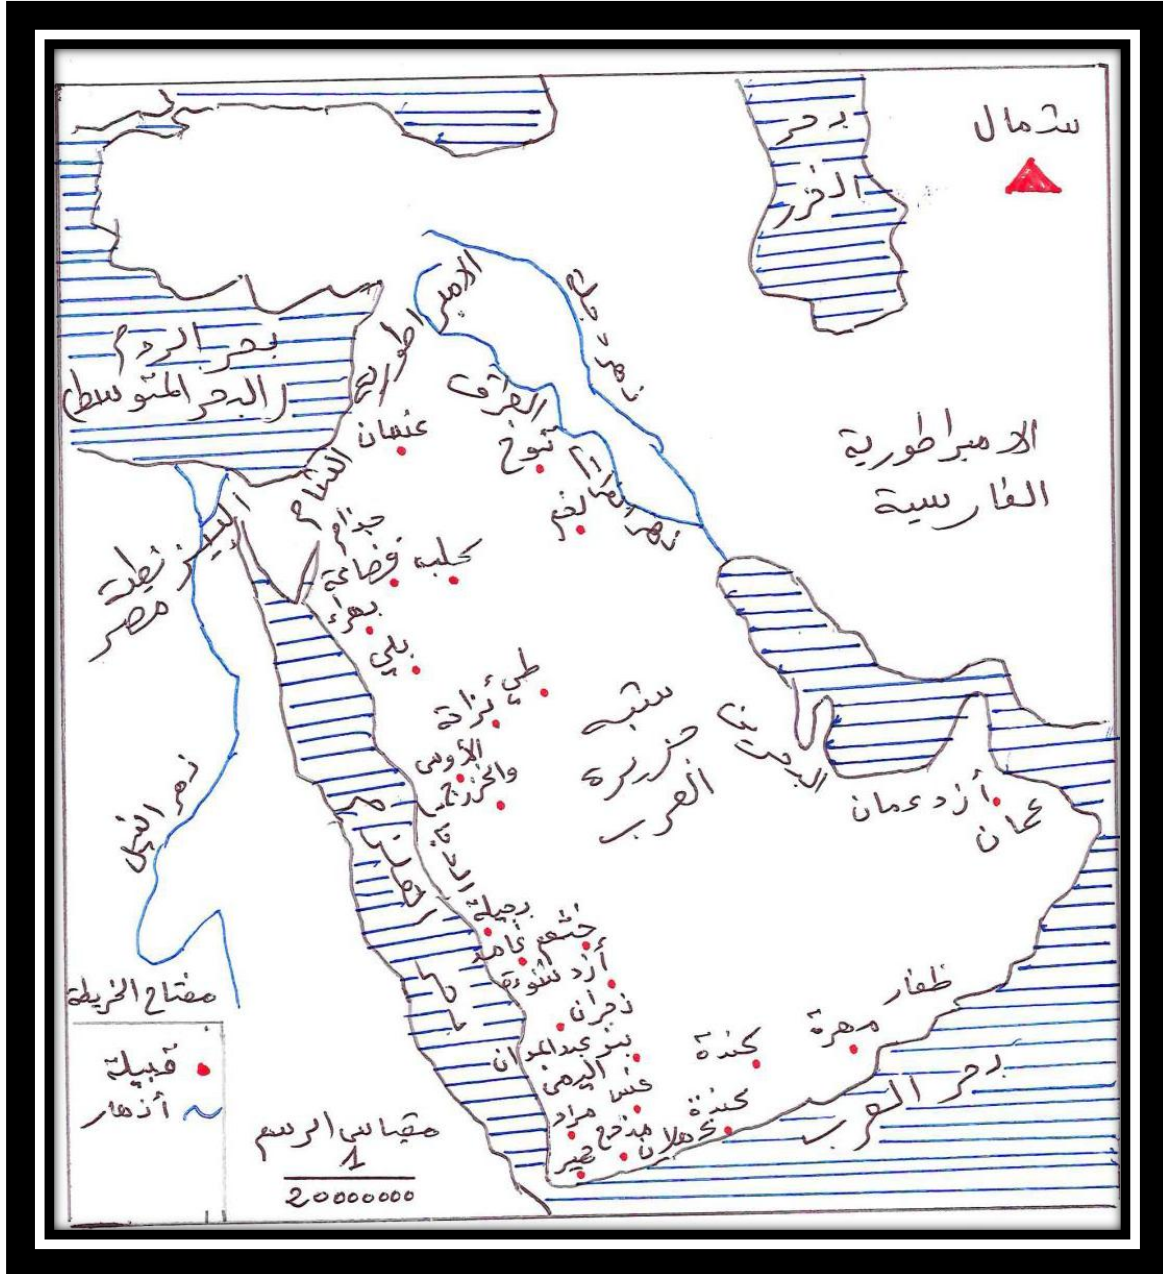 شمال
بحر
الخزر
بحر الروم
(البحر المتوسط)
الامبراطورية
البيزنطية
الشام
مصر
نهر دجلة
نهر الفرات
العراق
الامبراطورية
الفارسية
غسان
تنوخ
لخم
جذام
كلب
قضاعة
بهراء
بلي
طي
الأوس
والخزرج
شبه
جزيرة
العرب
البحرين
أزد عمان
عمان
نهر النيل
بجيلة
خثعم
غامد
أزد شنوءة
نجران
بنو عبد المدان
اليمن
عنس
مراد
مذحج
كهلان
حمير
كندة
كندة
مهرة
ظفار
بحر العرب
مفتاح الخريطة
قبيلة
أنهار
مقياس الرسم
1
20000000